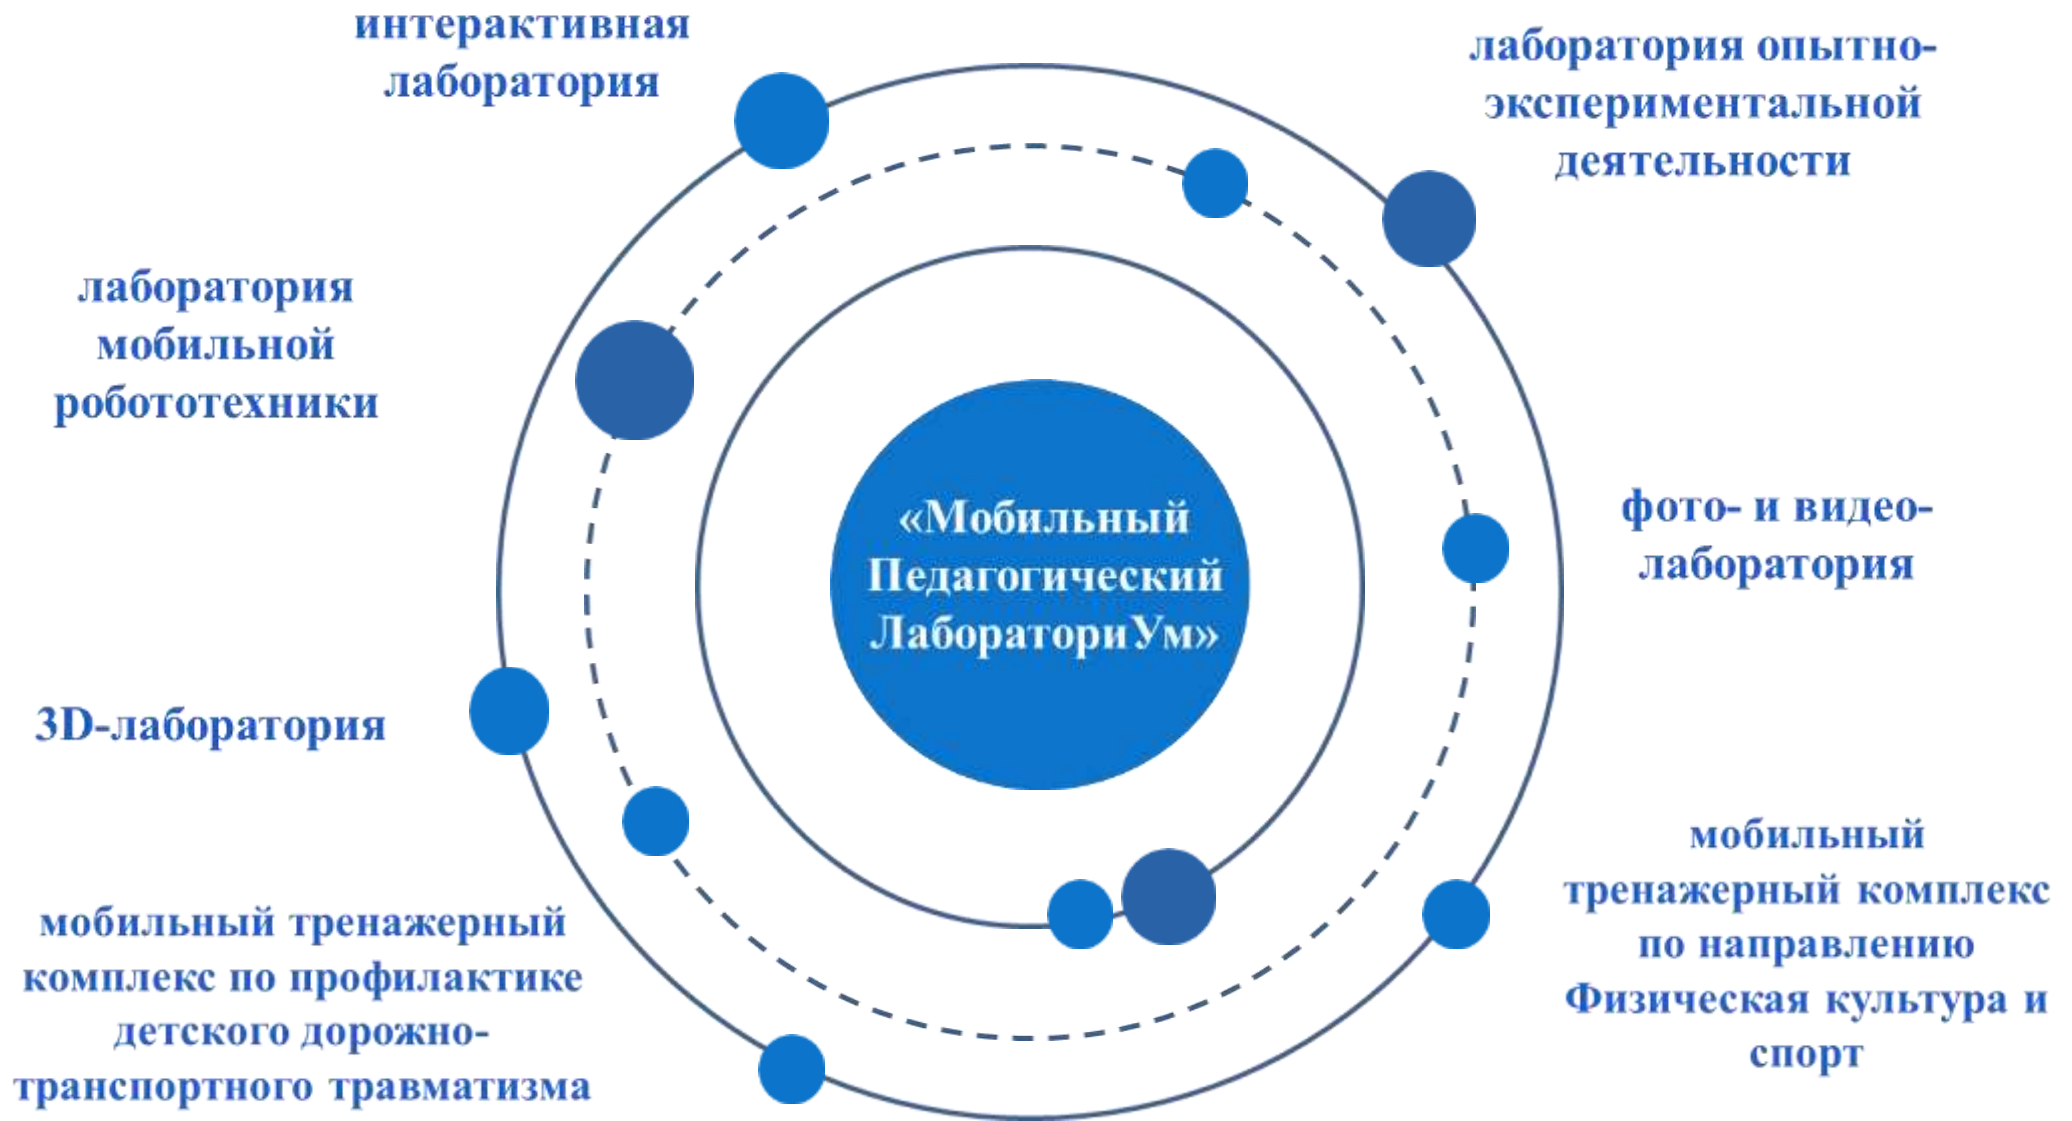 интерактивная
лаборатория
лаборатория опытно-
экспериментальной
деятельности
лаборатория
мобильной
робототехники
«Мобильный
Педагогический
ЛабораториУм»
фото- и видео-
лаборатория
3D-лаборатория
мобильный
тренажерный комплекс
по направлению
Физическая культура и
спорт
мобильный тренажерный
комплекс по профилактике
детского дорожно-
транспортного травматизма